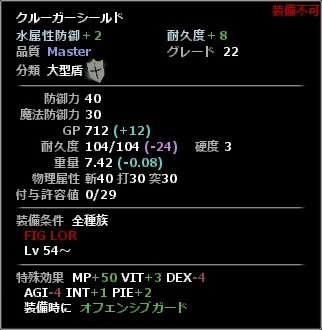 クルーガーシールド 装備不可
水属性防御+2 耐久度+8
品質 Master グレード 22
分類 大型盾
防御力 40
魔法防御力 30
GP 712 (+12)
耐久度 104/104 (-24) 硬度 3
重量 7.42 (-0.08)
物理属性 斬40 打30 突30
付与許容値 0/29
装備条件 全種族
FIG LOR
Lv 54～
特殊効果 MP+50 VIT+3 DEX-4
AGI-4 INT+1 PIE+2
装備時に オフェンシブガード